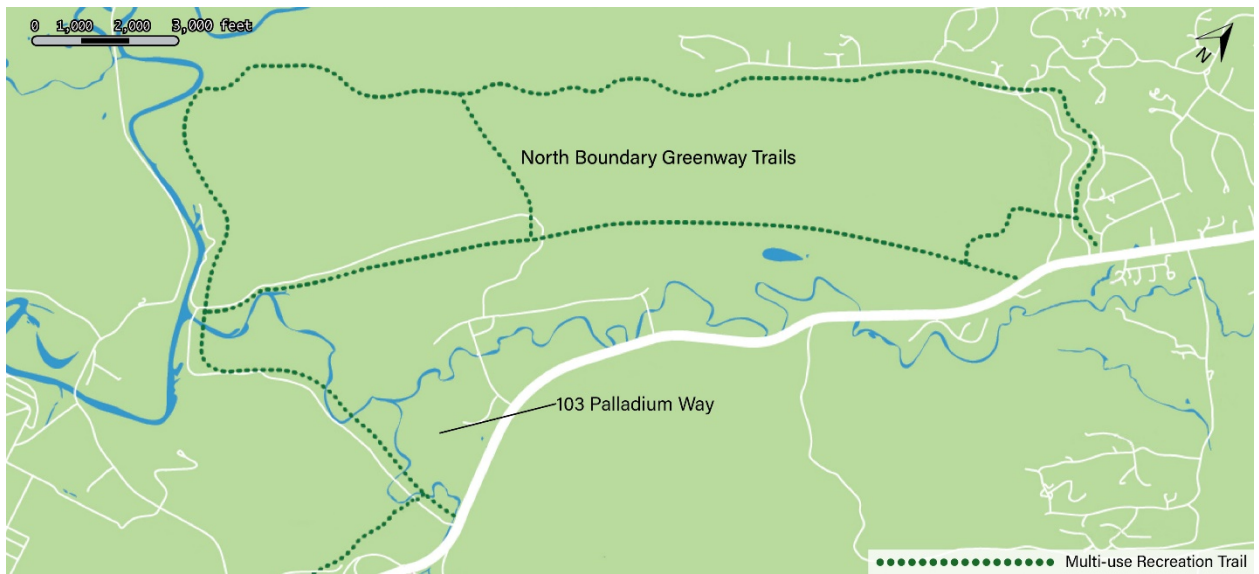 0 1,000 2,000 3,000 feet
N
North Boundary Greenway Trails
103 Palladium Way
Multi-use Recreation Trail